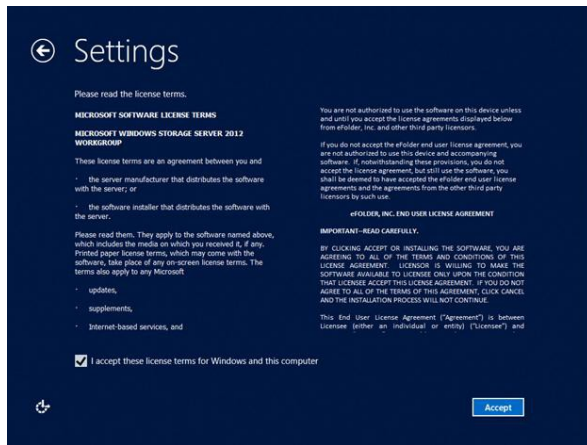 Settings
Please read the license terms.
MICROSOFT SOFTWARE LICENSE TERMS
MICROSOFT WINDOWS STORAGE SERVER 2012
WORKGROUP
These license terms are an agreement between you and
· the server manufacturer that distributes the software
with the server; or
· the software installer that distributes the software with
the server.
Please read them. They apply to the software named above,
which includes the media on which you received it, if any.
Printed paper license terms, which may come with the
software, take place of any on-screen license terms. The
terms also apply to any Microsoft
· updates,
· supplements,
· Internet-based services, and
You are not authorized to use the software on this device unless
and until you accept the license agreements displayed below
from eFolder, Inc. and other third party licensors.
If you do not accept the eFolder end user license agreement, you
are not authorized to use this device and accompanying
software. If, notwithstanding these provisions, you do not
accept the license agreement, but still use the software, you
shall be deemed to have accepted the eFolder end user license
agreements and the agreements from the other third party
licensors by such use.
eFOLDER, INC. END USER LICENSE AGREEMENT
IMPORTANT--READ CAREFULLY.
BY CLICKING ACCEPT OR INSTALLING THE SOFTWARE, YOU ARE
AGREEING TO ALL OF THE TERMS AND CONDITIONS OF THIS
LICENSE AGREEMENT. LICENSOR IS WILLING TO MAKE THE
SOFTWARE AVAILABLE TO LICENSEE ONLY UPON THE CONDITION
THAT LICENSEE ACCEPT THIS LICENSE AGREEMENT. IF YOU DO NOT
AGREE TO ALL OF THE TERMS OF THIS AGREEMENT, CLICK CANCEL
AND THE INSTALLATION PROCESS WILL NOT CONTINUE.
This End User License Agreement ("Agreement") is between
Licensee (either an individual or entity) ("Licensee") and
I accept these license terms for Windows and this computer
Accept